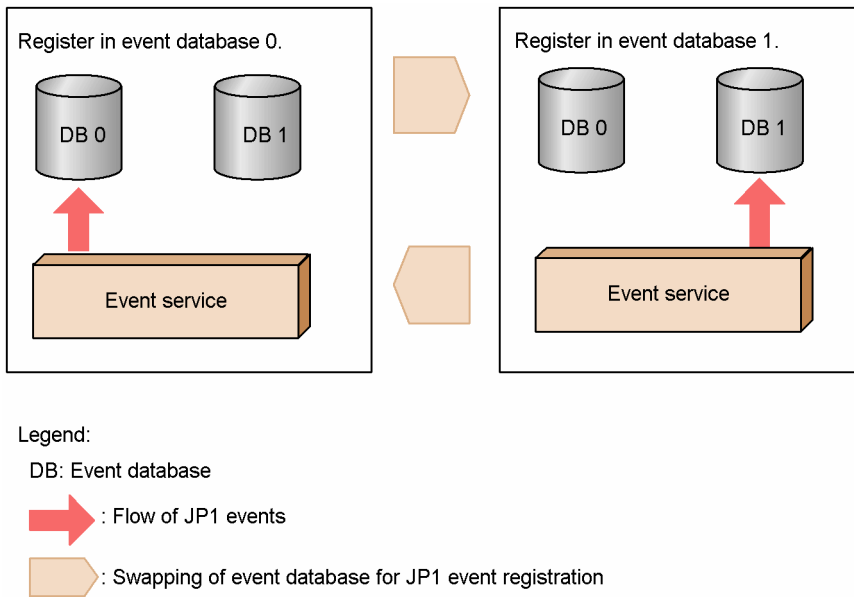 Register in event database 0.
DB 0
DB 1
Event service
Register in event database 1.
DB 0
DB 1
Event service
Legend:
DB: Event database
: Flow of JP1 events
: Swapping of event database for JP1 event registration